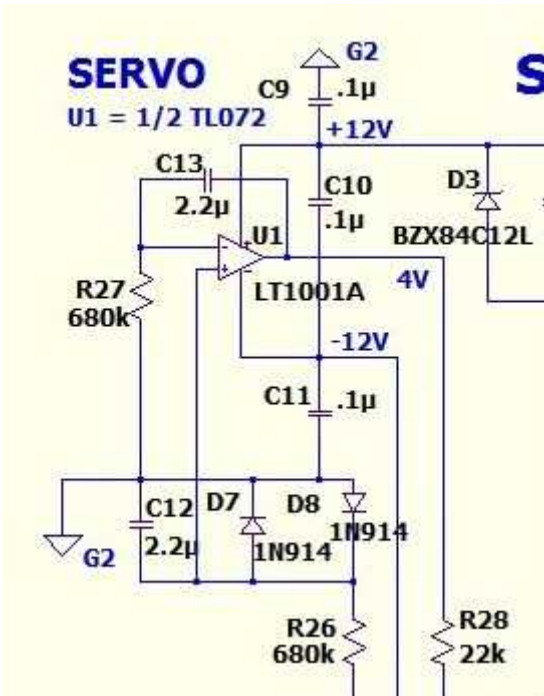 G2
SERVO
S
C9
.1µ
U1 = 1/2 TL072
+12V
C13
C10
D3
2.2µ
.1µ
U1
BZX84C12L
R27
LT1001A
4V
680k
-12V
C11
.1µ
C12
D7
D8
1N914
G2
2.2µ
1N914
R26
R28
680k
22k